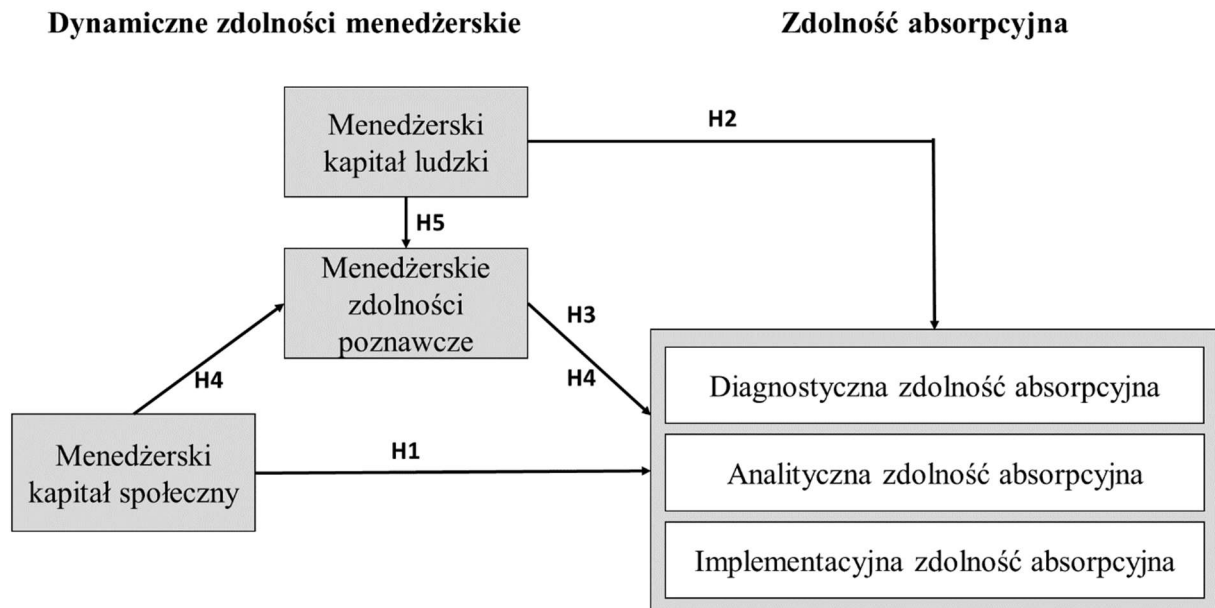 Dynamiczne zdolności menedżerskie
Zdolność absorpcyjna
Menedżerski
kapitał ludzki
H2
H5
Menedżerskie
zdolności
poznawcze
H3
H4
H4
Diagnostyczna zdolność absorpcyjna
Menedżerski
kapitał społeczny
H1
Analityczna zdolność absorpcyjna
Implementacyjna zdolność absorpcyjna